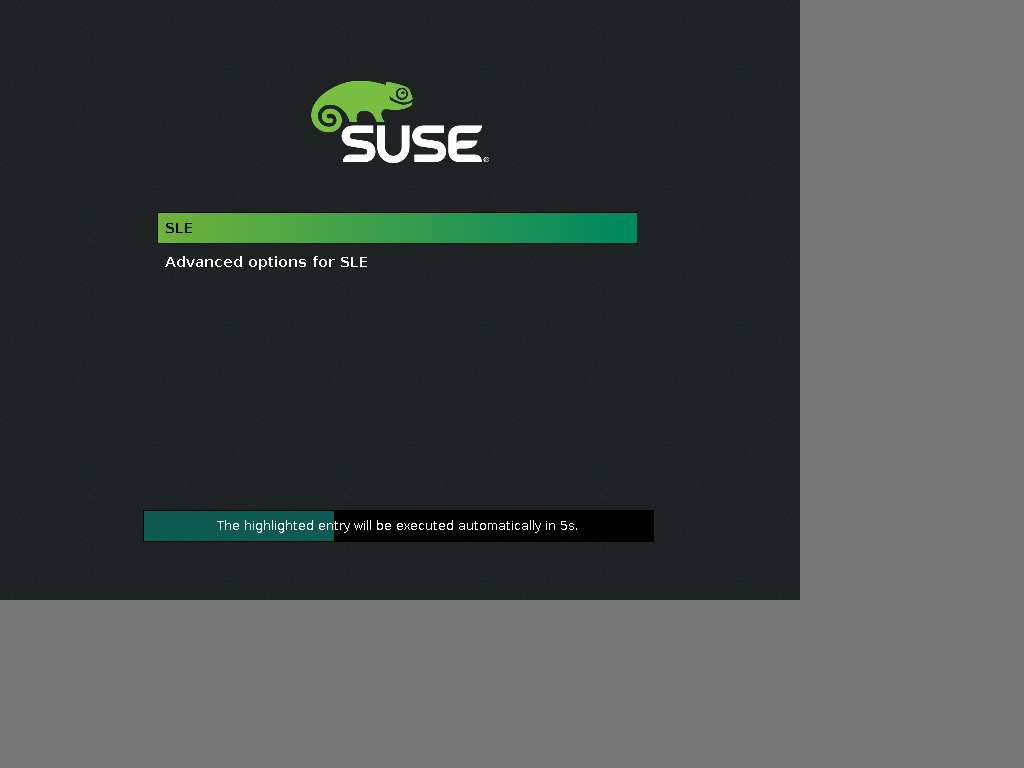 SUSE®
SLE
Advanced options for SLE
The highlighted entry will be executed automatically in 5s.